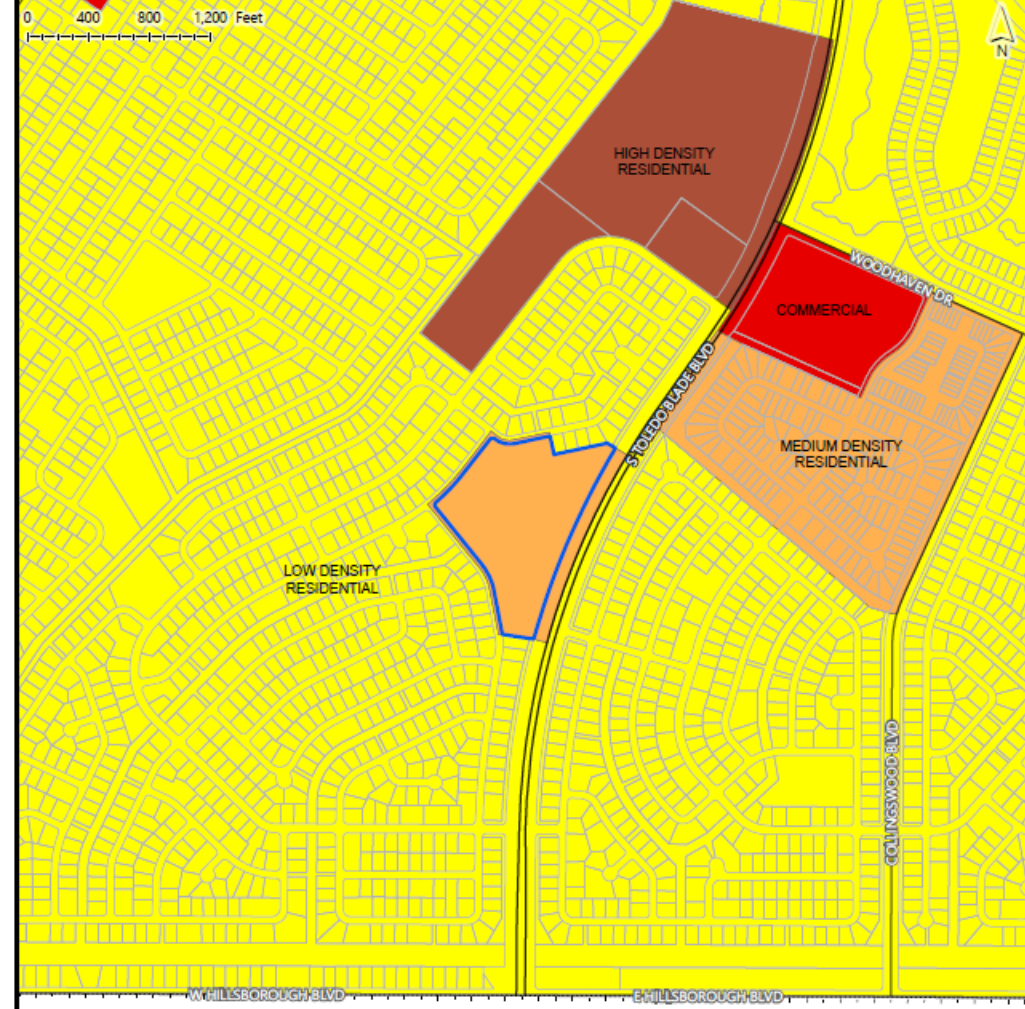 0 400 800 1,200 Feet
N
HIGH DENSITY
RESIDENTIAL
WOODHAVEN DR
COMMERCIAL
S TOLEDO BLADE BLVD
MEDIUM DENSITY
RESIDENTIAL
LOW DENSITY
RESIDENTIAL
COLLINGSWOOD BLVD
W HILLSBOROUGH BLVD
E HILLSBOROUGH BLVD